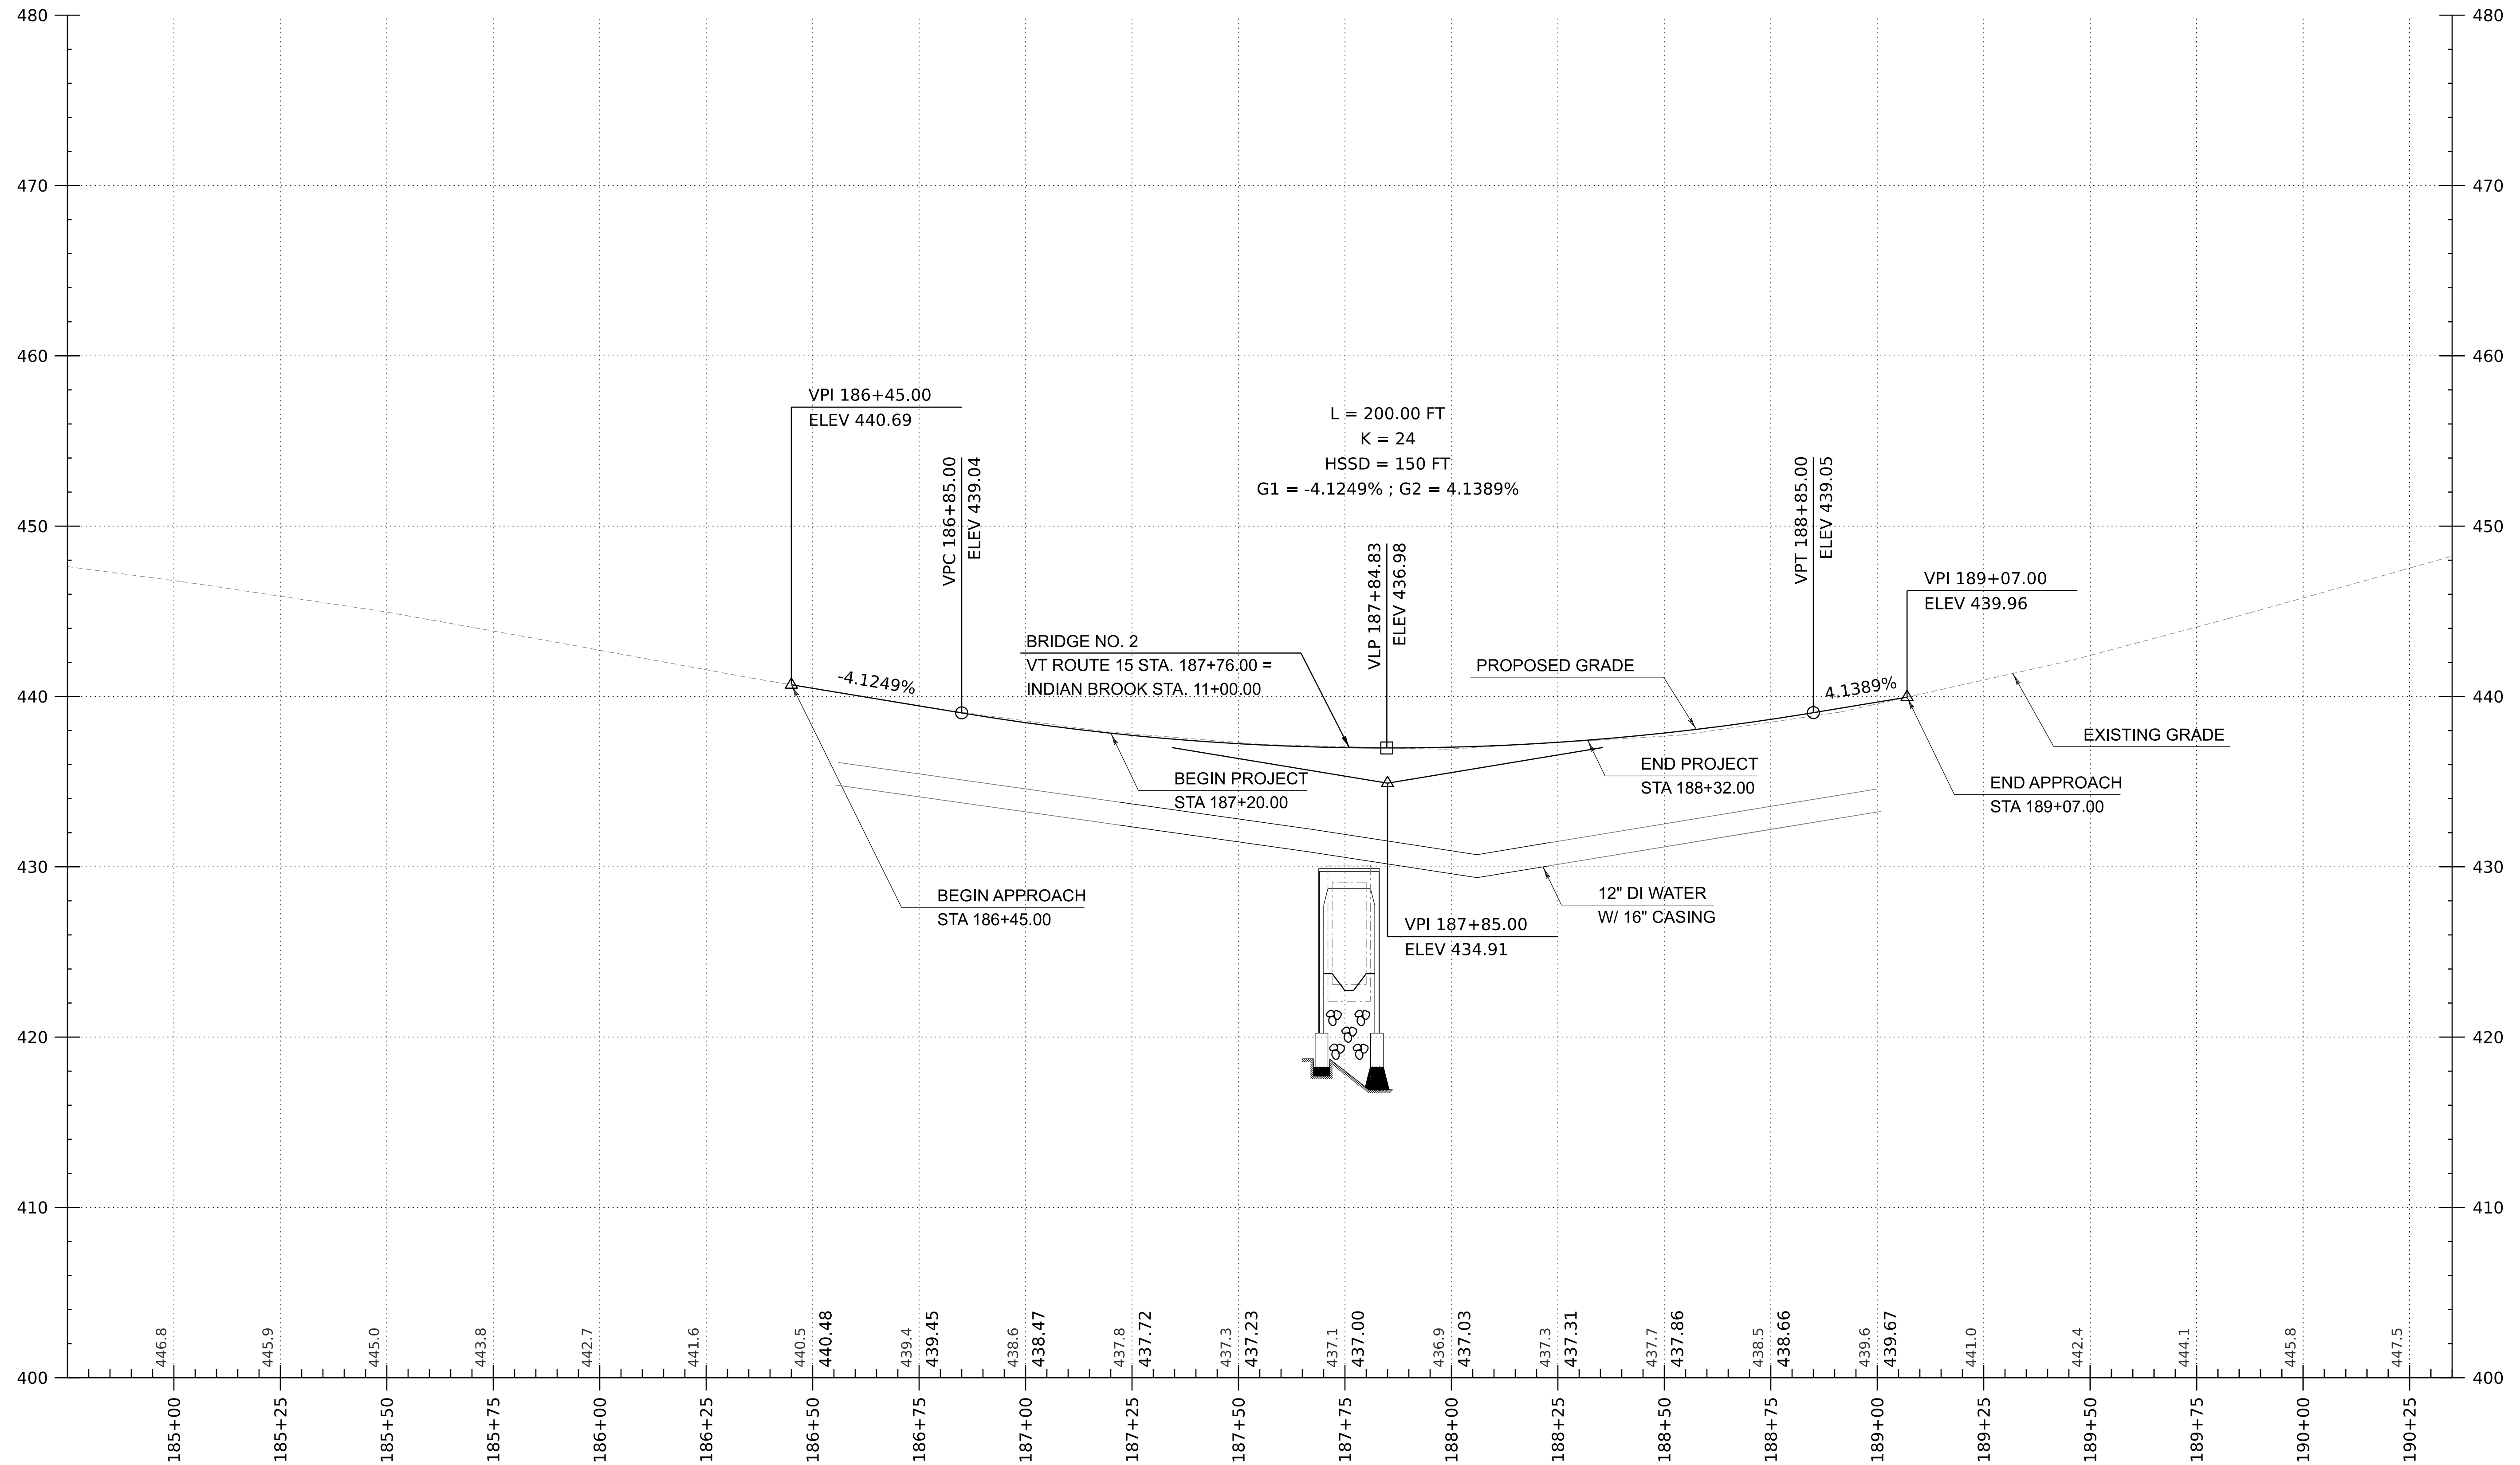 480
480
470
470
460
460
450
450
440
440
430
430
420
420
410
410
400
400
VPI 186+45.00
ELEV 440.69
VPC 186+85.00
ELEV 439.04
L = 200.00 FT
K = 24
HSSD = 150 FT
G1 = -4.1249% ; G2 = 4.1389%
VLP 187+84.83
ELEV 436.98
VPT 188+85.00
ELEV 439.05
VPI 189+07.00
ELEV 439.96
BRIDGE NO. 2
VT ROUTE 15 STA. 187+76.00 =
INDIAN BROOK STA. 11+00.00
PROPOSED GRADE
-4.1249%
4.1389%
EXISTING GRADE
BEGIN PROJECT
STA 187+20.00
END PROJECT
STA 188+32.00
END APPROACH
STA 189+07.00
BEGIN APPROACH
STA 186+45.00
12" DI WATER
W/ 16" CASING
VPI 187+85.00
ELEV 434.91
446.8
445.9
445.0
443.8
442.7
441.6
440.5
440.48
439.4
439.45
438.6
438.47
437.8
437.72
437.3
437.23
437.1
437.00
436.9
437.03
437.3
437.31
437.7
437.86
438.5
438.66
439.6
439.67
441.0
442.4
444.1
445.8
447.5
185+00
185+25
185+50
185+75
186+00
186+25
186+50
186+75
187+00
187+25
187+50
187+75
188+00
188+25
188+50
188+75
189+00
189+25
189+50
189+75
190+00
190+25